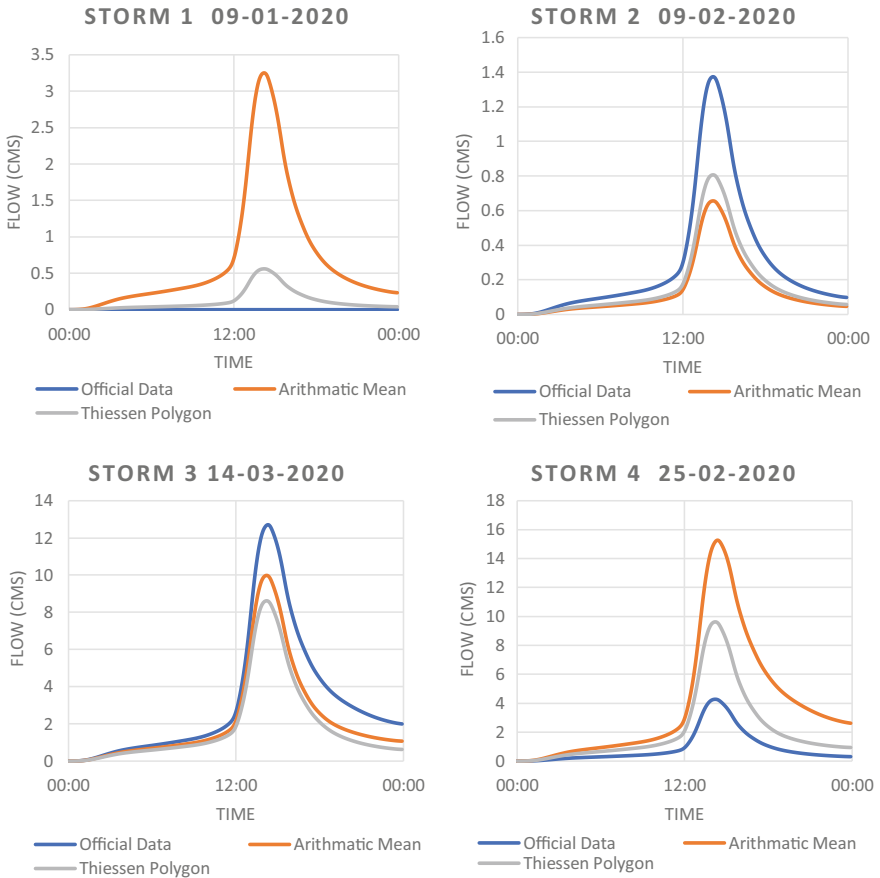 STORM 1 09-01-2020
3.5
3
2.5
2
1.5
1
0.5
0
FLOW (CMS)
00:00 12:00 00:00
TIME
Official Data Arithmatic Mean
Thiessen Polygon
STORM 2 09-02-2020
1.6
1.4
1.2
1
0.8
0.6
0.4
0.2
0
FLOW (CMS)
00:00 12:00 00:00
TIME
Official Data Arithmatic Mean
Thiessen Polygon
STORM 3 14-03-2020
14
12
10
8
6
4
2
0
FLOW (CMS)
00:00 12:00 00:00
TIME
Official Data Arithmatic Mean
Thiessen Polygon
STORM 4 25-02-2020
18
16
14
12
10
8
6
4
2
0
FLOW (CMS)
00:00 12:00 00:00
TIME
Official Data Arithmatic Mean
Thiessen Polygon